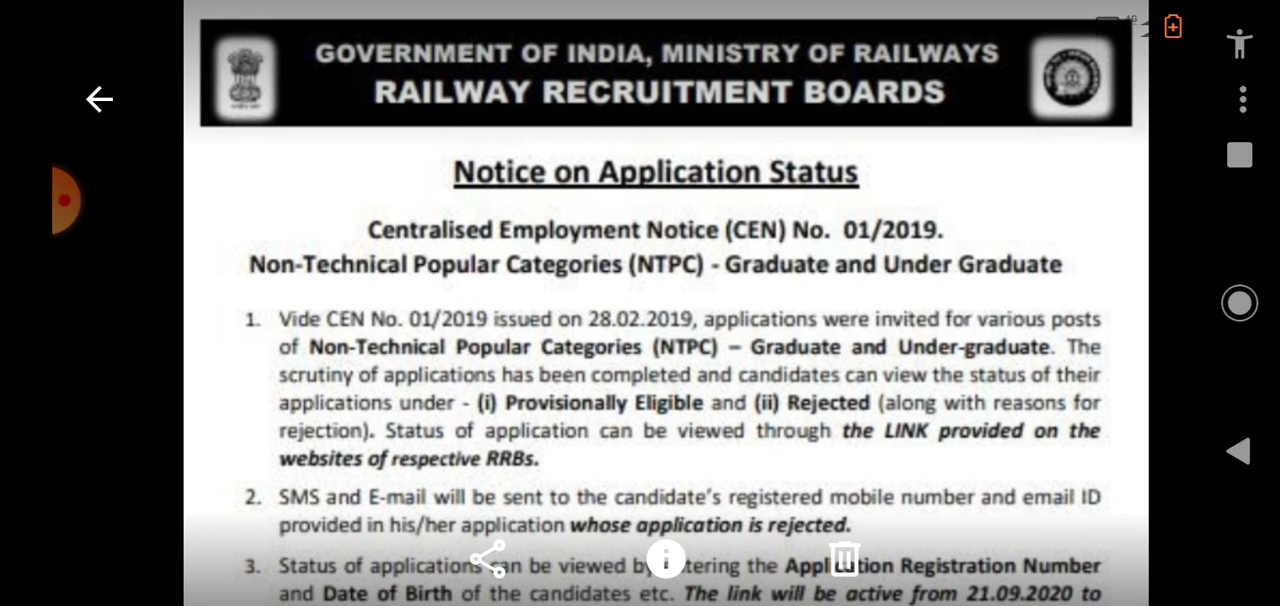 GOVERNMENT OF INDIA, MINISTRY OF RAILWAYS
RAILWAY RECRUITMENT BOARDS
4G
Notice on Application Status
Centralised Employment Notice (CEN) No. 01/2019.
Non-Technical Popular Categories (NTPC) - Graduate and Under Graduate
1. Vide CEN No. 01/2019 issued on 28.02.2019, applications were invited for various posts
of Non-Technical Popular Categories (NTPC) – Graduate and Under-graduate. The
scrutiny of applications has been completed and candidates can view the status of their
applications under - (i) Provisionally Eligible and (ii) Rejected (along with reasons for
rejection). Status of application can be viewed through the LINK provided on the
websites of respective RRBs.
2. SMS and E-mail will be sent to the candidate's registered mobile number and email ID
provided in his/her application whose application is rejected.
3. Status of applications can be viewed by entering the Application Registration Number
and Date of Birth of the candidates etc. The link will be active from 21.09.2020 to